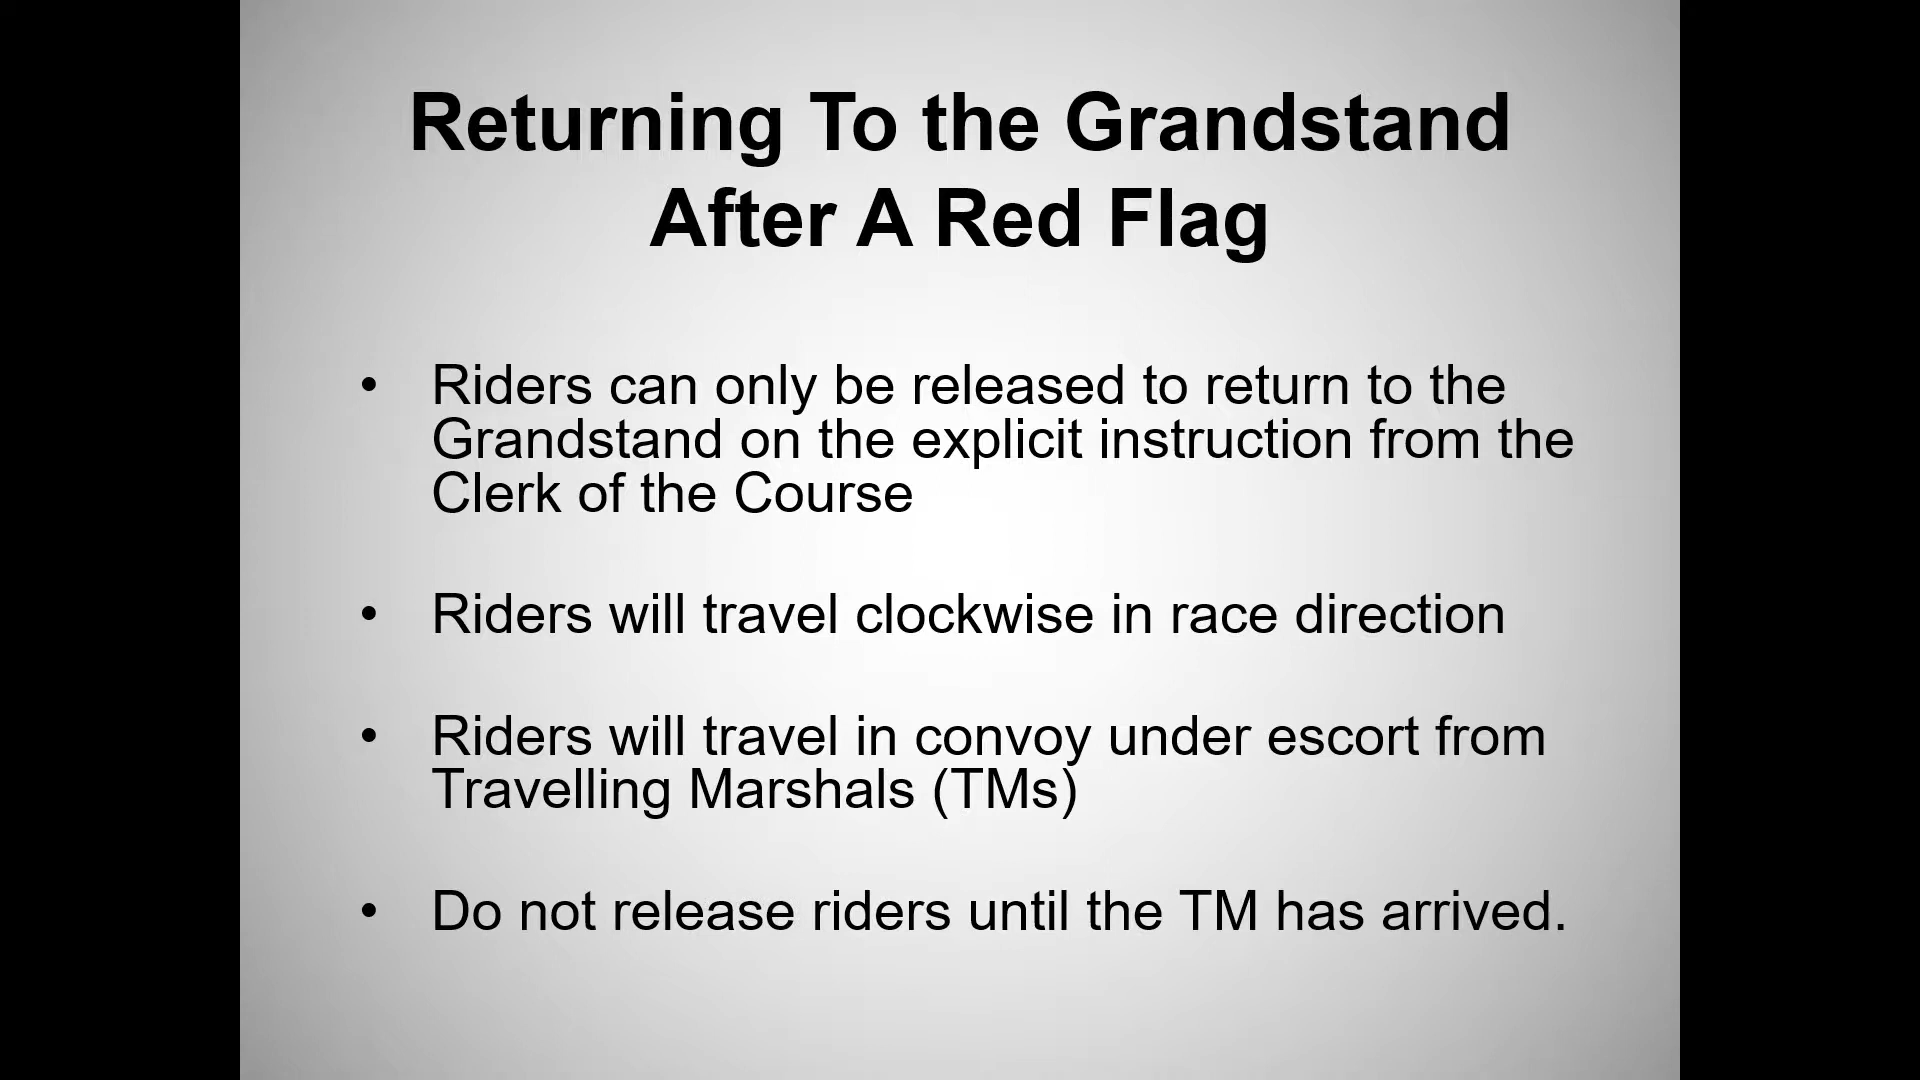 Returning To the Grandstand
After A Red Flag
• Riders can only be released to return to the
Grandstand on the explicit instruction from the
Clerk of the Course
• Riders will travel clockwise in race direction
• Riders will travel in convoy under escort from
Travelling Marshals (TMs)
• Do not release riders until the TM has arrived.